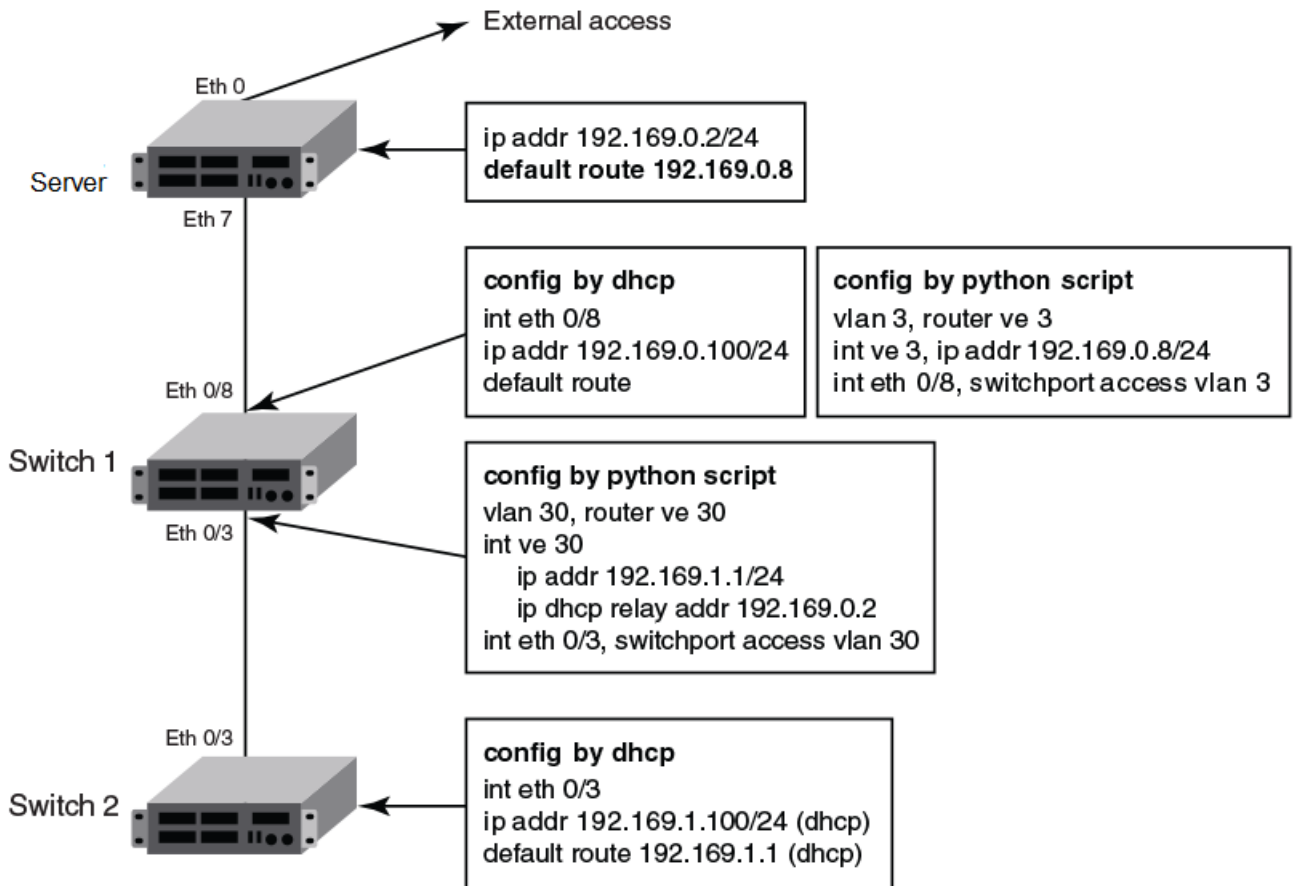 External access
Eth 0
ip addr 192.169.0.2/24
default route 192.169.0.8
Server
Eth 7
config by dhcp
int eth 0/8
ip addr 192.169.0.100/24
default route
config by python script
vlan 3, router ve 3
int ve 3, ip addr 192.169.0.8/24
int eth 0/8, switchport access vlan 3
Eth 0/8
Switch 1
Eth 0/3
config by python script
vlan 30, router ve 30
int ve 30
ip addr 192.169.1.1/24
ip dhcp relay addr 192.169.0.2
int eth 0/3, switchport access vlan 30
Eth 0/3
Switch 2
config by dhcp
int eth 0/3
ip addr 192.169.1.100/24 (dhcp)
default route 192.169.1.1 (dhcp)